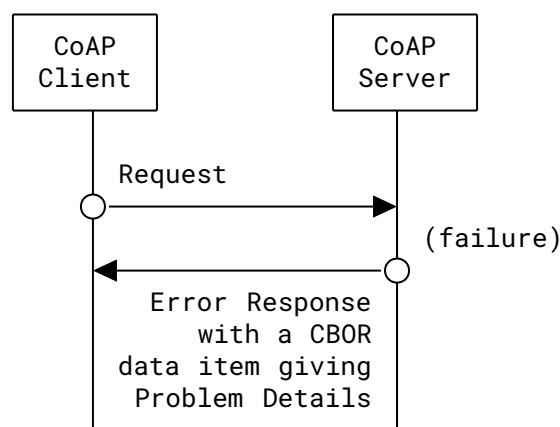 CoAP
Client
CoAP
Server
Request
(failure)
Error Response
with a CBOR
data item giving
Problem Details